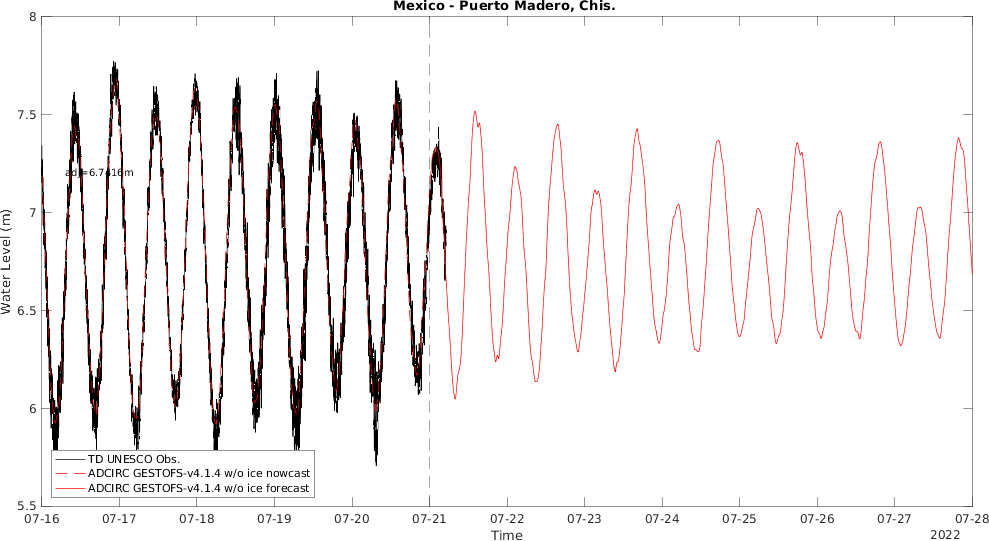 Mexico - Puerto Madero, Chis.
8
7.5
7
6.5
6
5.5
Water Level (m)
adj=6.7416m
TD UNESCO Obs.
ADCIRC GESTOFS-v4.1.4 w/o ice nowcast
ADCIRC GESTOFS-v4.1.4 w/o ice forecast
07-16 07-17 07-18 07-19 07-20 07-21 07-22 07-23 07-24 07-25 07-26 07-27 07-28
Time
2022